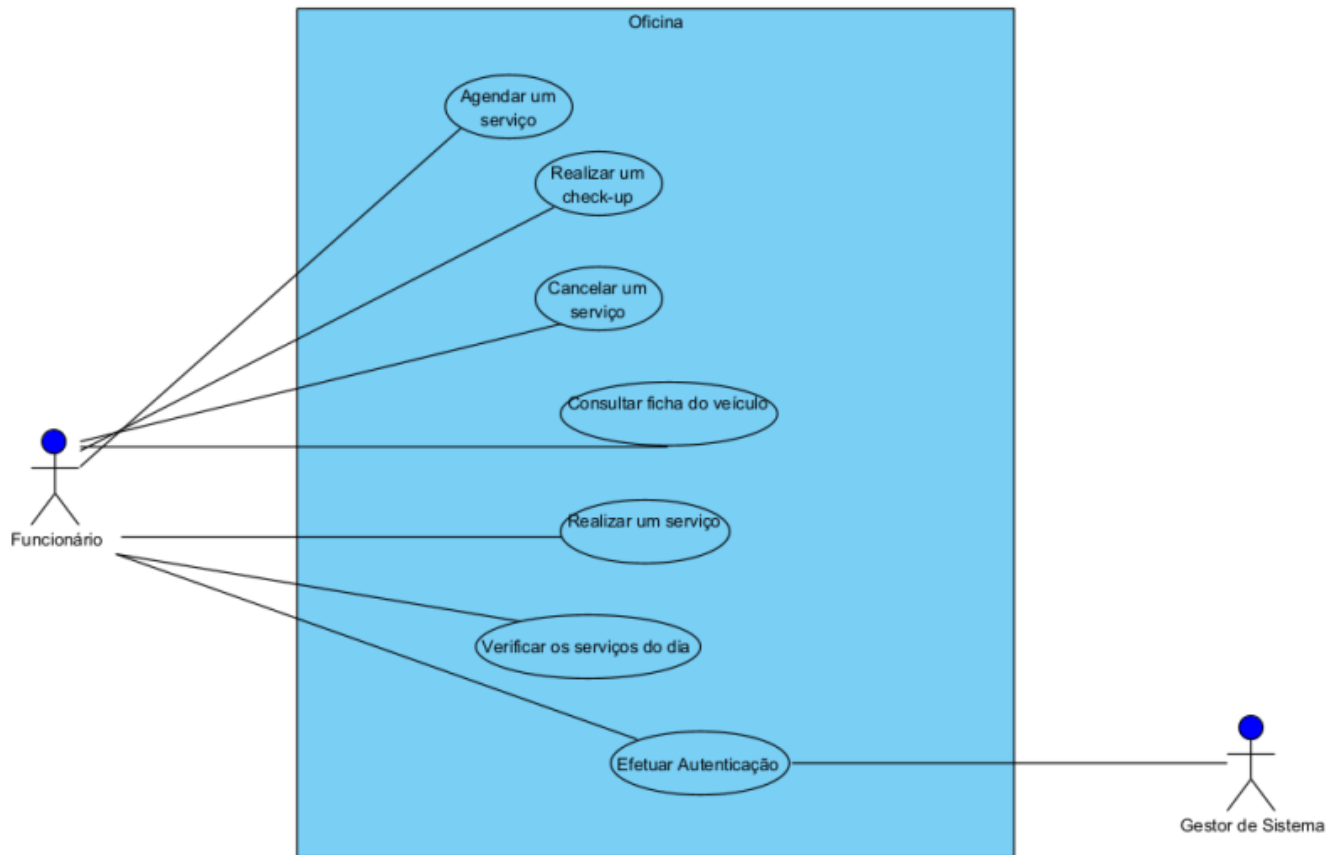 Oficina
Agendar um
serviço
Realizar um
check-up
Cancelar um
serviço
Consultar ficha do veículo
Realizar um serviço
Funcionário
Verificar os serviços do dia
Efetuar Autenticação
Gestor de Sistema